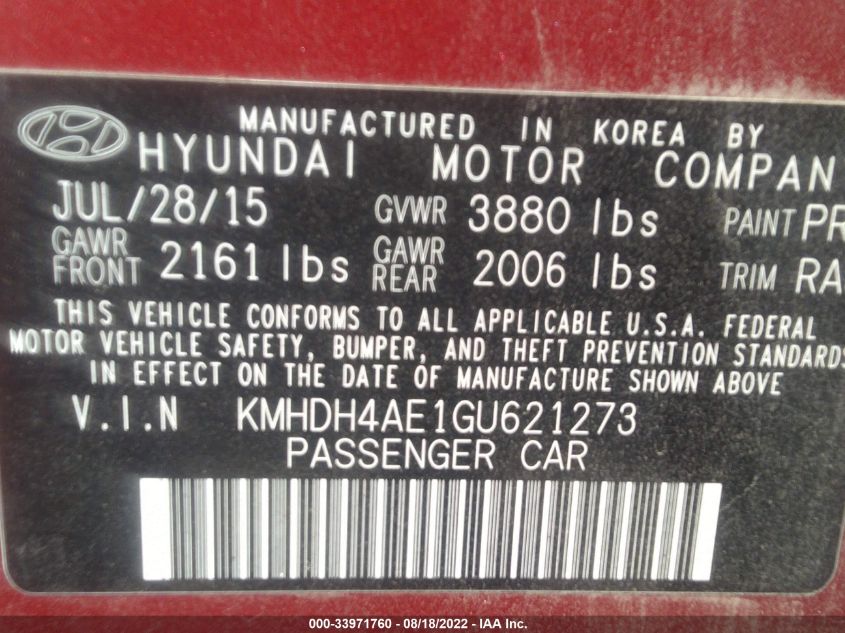 MANUFACTURED IN KOREA BY
HYUNDAI MOTOR COMPAN
JUL/28/15 GVWR 3880 lbs PAINT PR
GAWR FRONT 2161 lbs GAWR REAR 2006 lbs TRIM RA
THIS VEHICLE CONFORMS TO ALL APPLICABLE U.S.A. FEDERAL
MOTOR VEHICLE SAFETY, BUMPER, AND THEFT PREVENTION STANDARDS
IN EFFECT ON THE DATE OF MANUFACTURE SHOWN ABOVE
V.I.N KMHDH4AE1GU621273
PASSENGER CAR
000-33971760 - 08/18/2022 - IAA Inc.